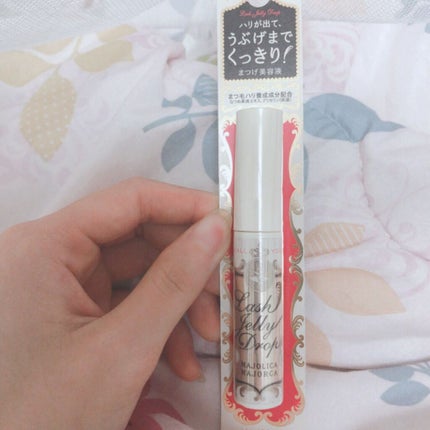 Lash Jelly Drop
ハリが出て、
うぶげまで
くっきり!
まつげ美容液
まつ毛ハリ養成成分配合
Lash
Jelly
Drop
MAJOLICA
MAJORCA